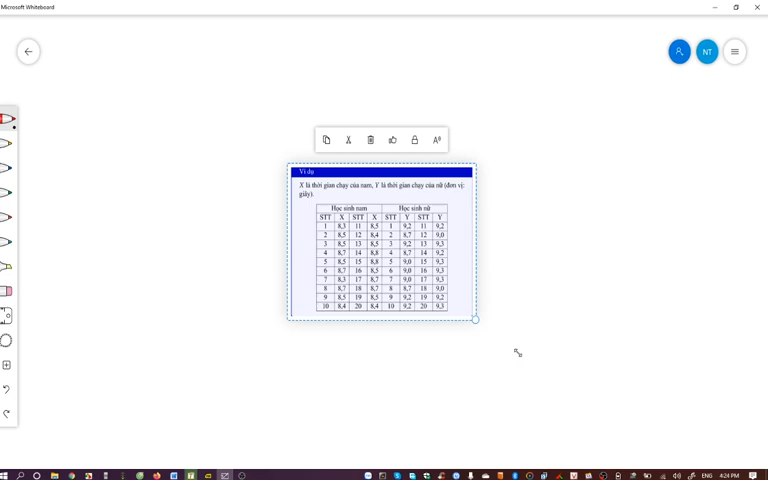 Microsoft Whiteboard
NT
Ví dụ
X là thời gian chạy của nam, Y là thời gian chạy của nữ (đơn vị:
giây).
Học sinh nam Học sinh nữ
STT X STT X STT Y STT Y
1 8,3 11 8,5 1 9,2 11 9,2
2 8,5 12 8,4 2 8,7 12 9,0
3 8,5 13 8,5 3 9,2 13 9,3
4 8,7 14 8,8 4 8,7 14 9,2
5 8,5 15 8,8 5 9,0 15 9,3
6 8,7 16 8,5 6 9,0 16 9,3
7 8,3 17 8,7 7 9,0 17 9,3
8 8,7 18 8,7 8 8,7 18 9,0
9 8,5 19 8,5 9 9,2 19 9,2
10 8,4 20 8,4 10 9,2 20 9,3
ENG 4:24 PM